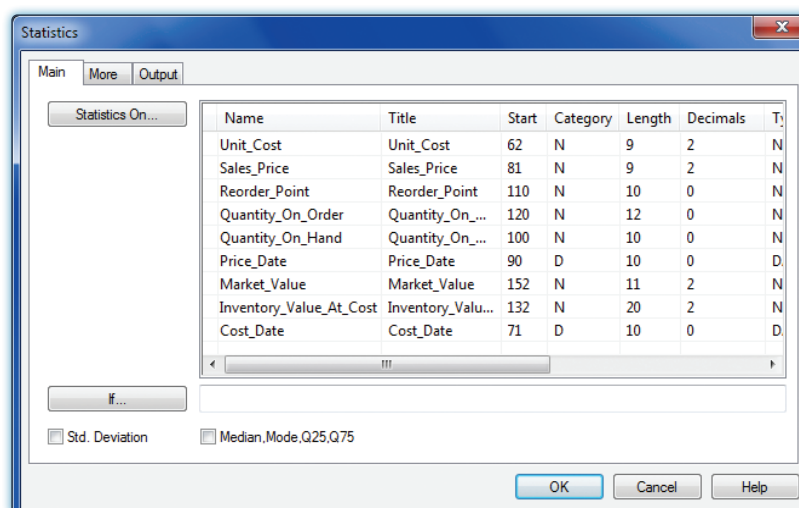 Statistics
Main More Output
Statistics On...
Name Title Start Category Length Decimals
Unit_Cost Unit_Cost 62 N 9 2 N
Sales_Price Sales_Price 81 N 9 2 N
Reorder_Point Reorder_Point 110 N 10 0 N
Quantity_On_Order Quantity_On_... 120 N 12 0 N
Quantity_On_Hand Quantity_On_... 100 N 10 0 N
Price_Date Price_Date 90 D 10 0 D
Market_Value Market_Value 152 N 11 2 N
Inventory_Value_At_Cost Inventory_Valu... 132 N 20 2 N
Cost_Date Cost_Date 71 D 10 0 D
If...
Std. Deviation Median,Mode,Q25,Q75
OK Cancel Help